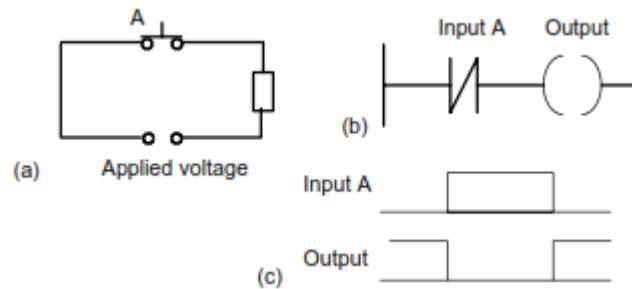 A
(a)
Applied voltage
Input A Output
(b)
Input A
Output
(c)